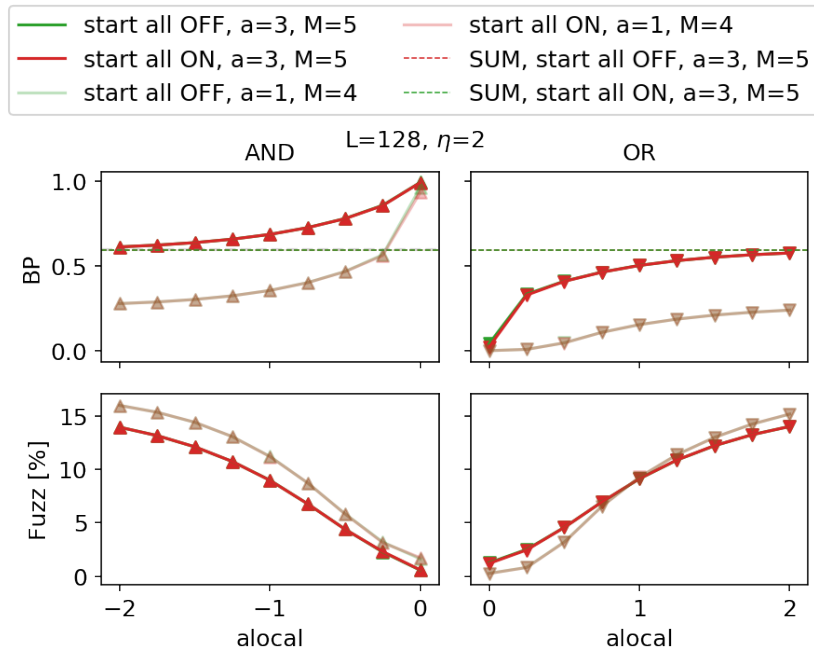 start all OFF, a=3, M=5
start all ON, a=3, M=5
start all OFF, a=1, M=4
start all ON, a=1, M=4
SUM, start all OFF, a=3, M=5
SUM, start all ON, a=3, M=5
L=128, η=2
AND
OR
1.0
0.5
0.0
BP
15
10
5
0
Fuzz [%]
−2
−1
0
alocal
0
1
2
alocal